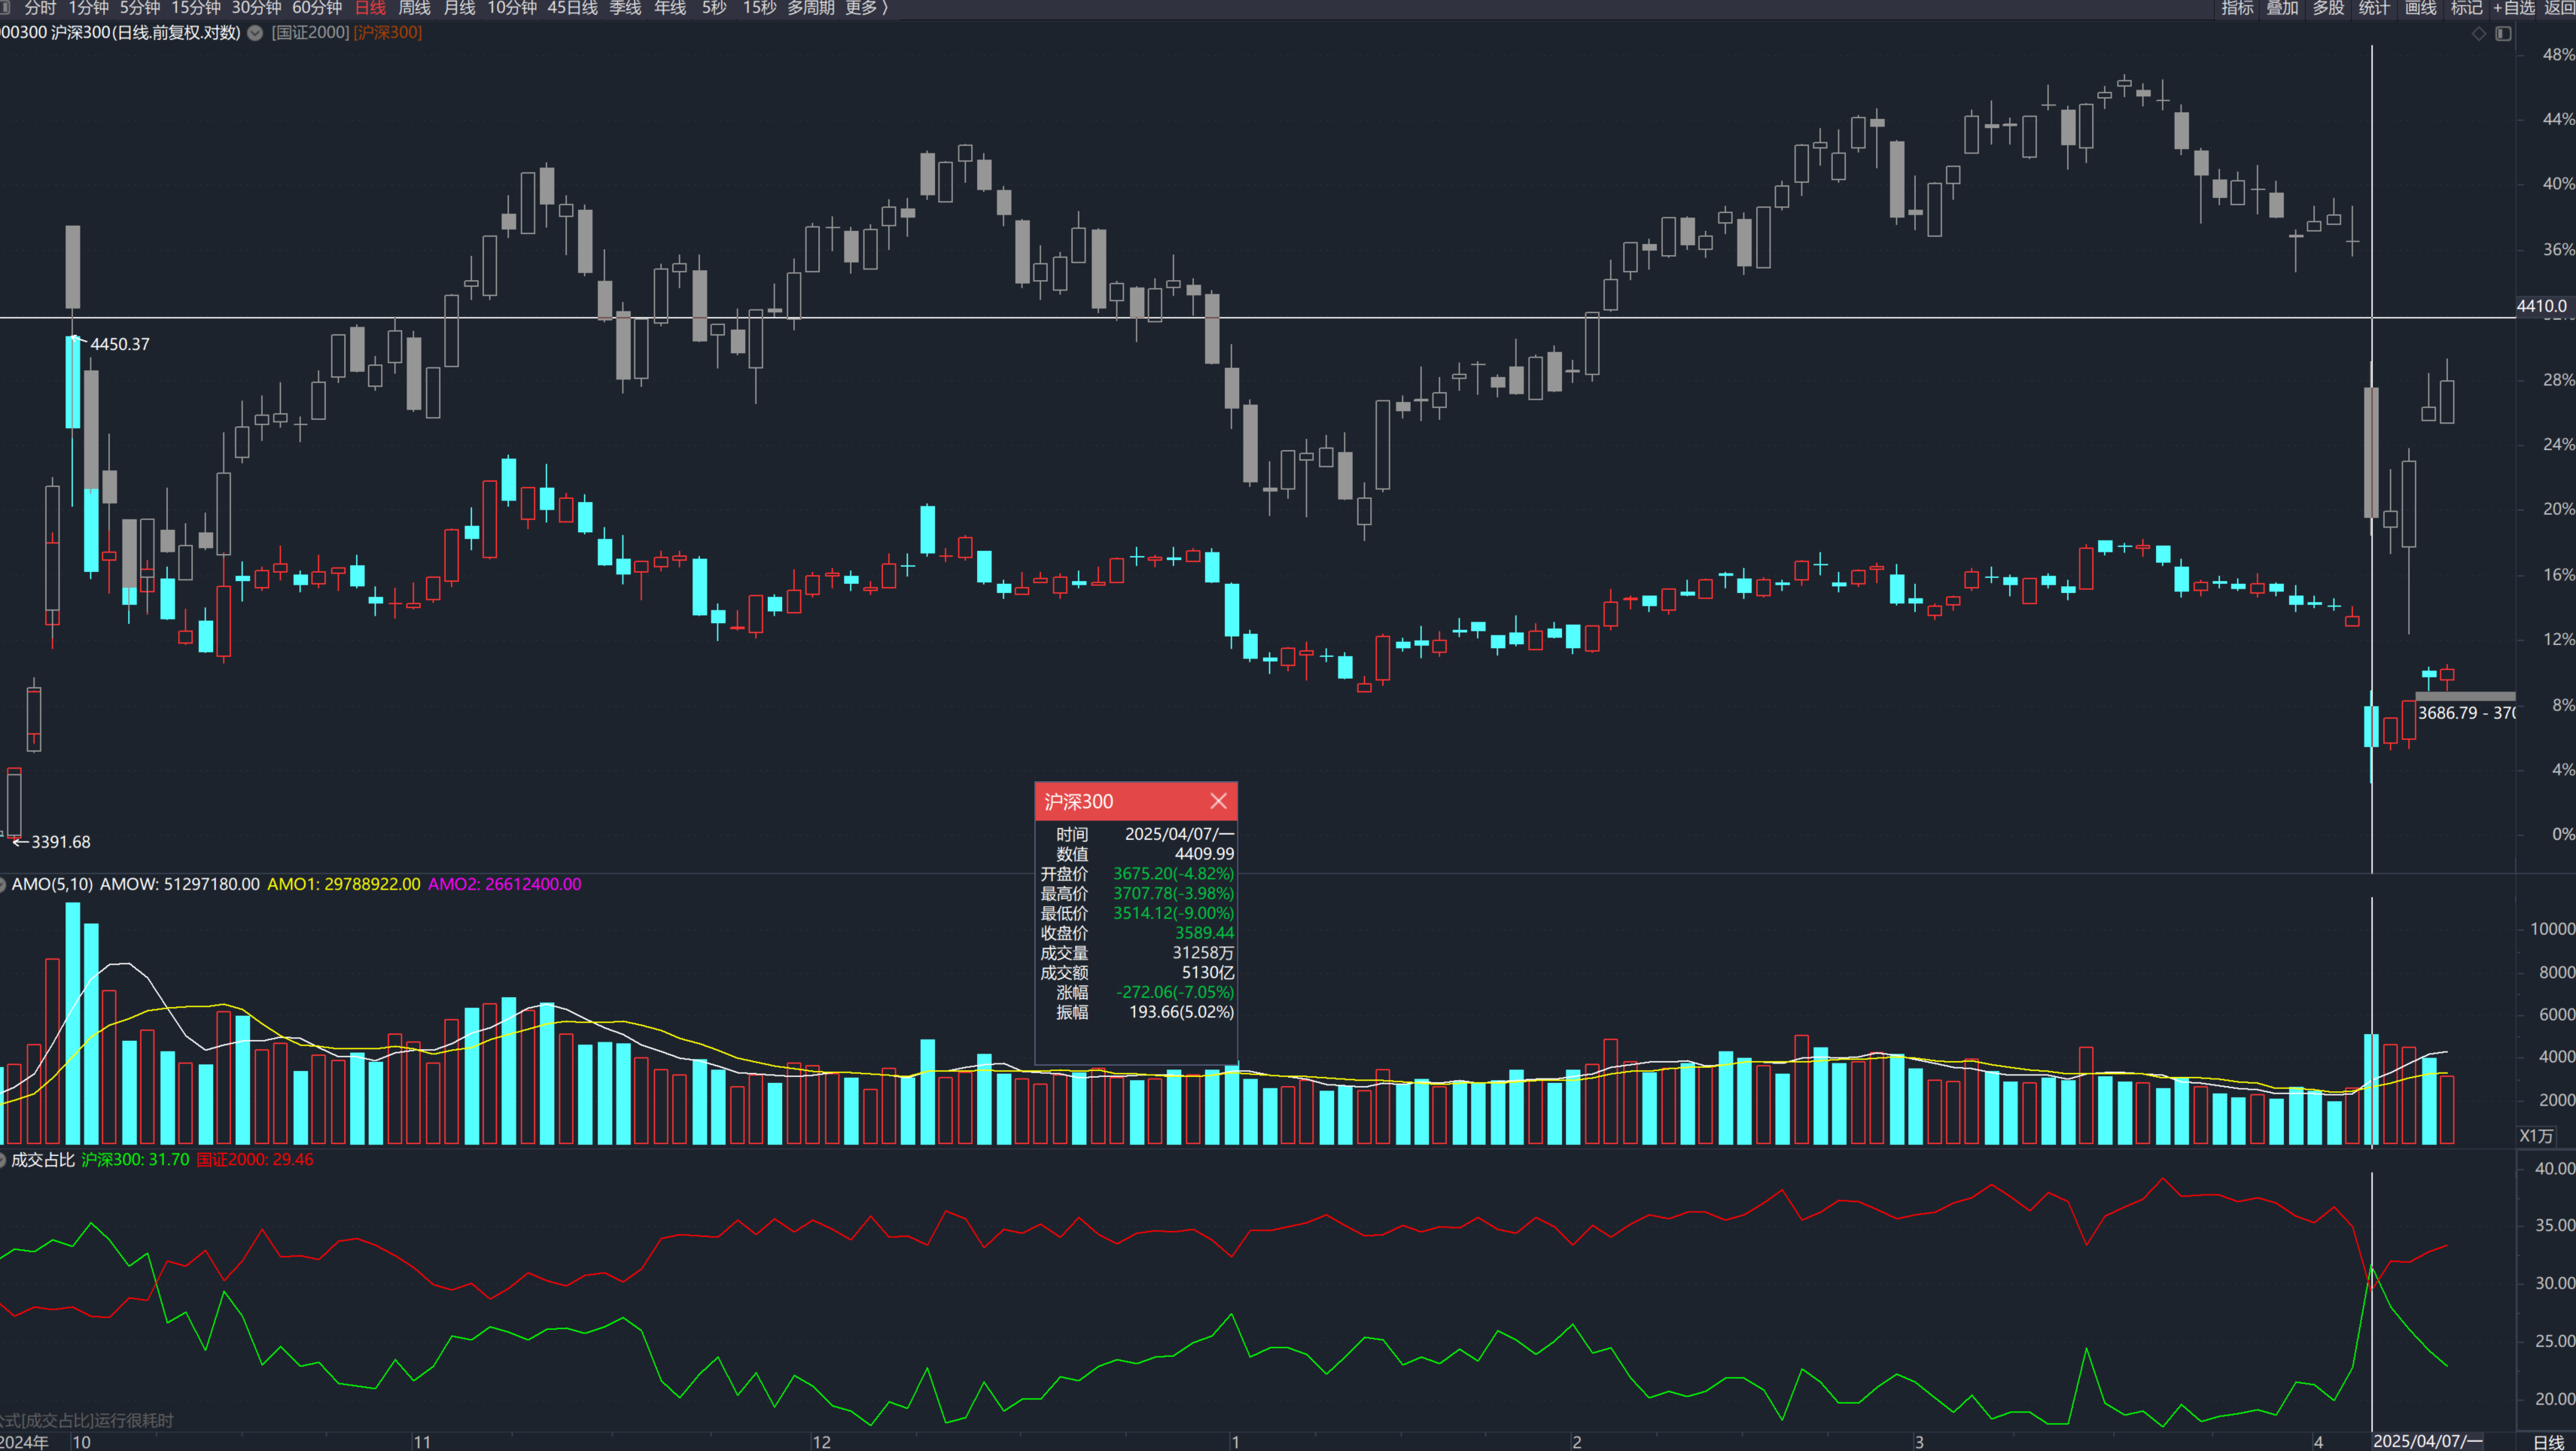 分时 1分钟 5分钟 15分钟 30分钟 60分钟 日线 周线 月线 10分钟 45日线 季线 年线 5秒 15秒 多周期 更多〉 指标 叠加 多股 统计 画线 标记 +自选 返回
00300 沪深300(日线.前复权.对数) [国证2000] [沪深300]
48%
44%
40%
36%
4410.0
4450.37
28%
24%
20%
16%
12%
8%
3686.79 - 370
4%
0%
←3391.68
沪深300
时间 2025/04/07/一
数值 4409.99
开盘价 3675.20(-4.82%)
最高价 3707.78(-3.98%)
最低价 3514.12(-9.00%)
收盘价 3589.44
成交量 31258万
成交额 5130亿
涨幅 -272.06(-7.05%)
振幅 193.66(5.02%)
AMO(5,10) AMOW: 51297180.00 AMO1: 29788922.00 AMO2: 26612400.00
10000
8000
6000
4000
2000
X1万
成交占比 沪深300: 31.70 国证2000: 29.46
40.00
35.00
30.00
25.00
20.00
公式[成交占比]运行很耗时
2024年 10 11 12 1 2 3 4 2025/04/07/一 日线